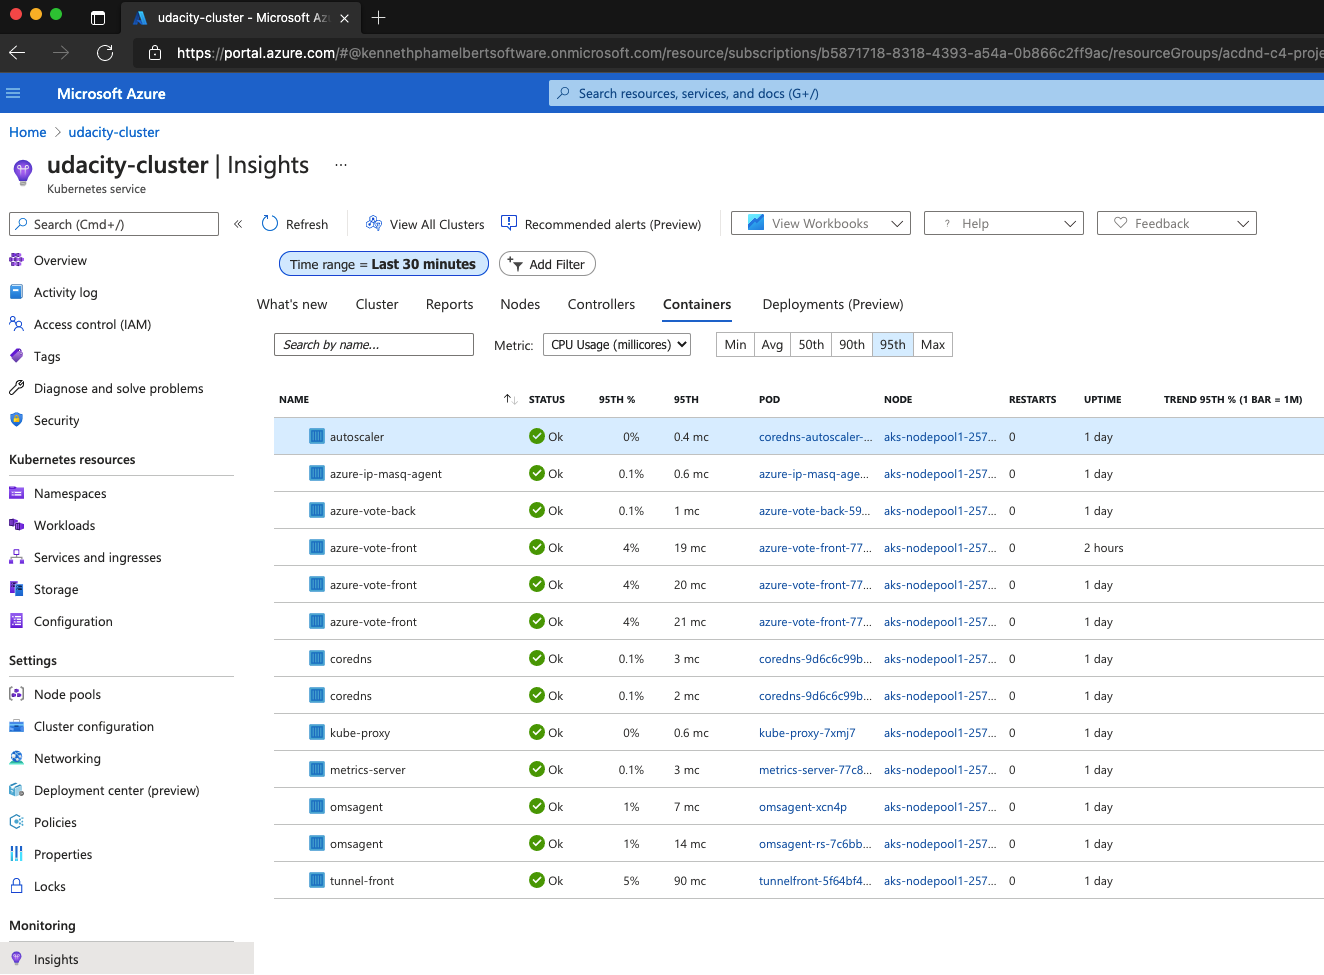 udacity-cluster - Microsoft Az
https://portal.azure.com/#@kennethphamelbertsoftware.onmicrosoft.com/resource/subscriptions/b5871718-8318-4393-a54a-0b866c2ff9ac/resourceGroups/acdnd-c4-proje
Microsoft Azure
Search resources, services, and docs (G+/)
Home > udacity-cluster
udacity-cluster | Insights ...
Kubernetes service
Search (Cmd+/) « Refresh View All Clusters Recommended alerts (Preview) View Workbooks ? Help Feedback
Time range = Last 30 minutes Add Filter
What's new Cluster Reports Nodes Controllers Containers Deployments (Preview)
Search by name... Metric: CPU Usage (millicores) Min Avg 50th 90th 95th Max
Overview
Activity log
Access control (IAM)
Tags
Diagnose and solve problems
Security
Kubernetes resources
Namespaces
Workloads
Services and ingresses
Storage
Configuration
Settings
Node pools
Cluster configuration
Networking
Deployment center (preview)
Policies
Properties
Locks
Monitoring
Insights
NAME STATUS 95TH % 95TH POD NODE RESTARTS UPTIME TREND 95TH % (1 BAR = 1M)
autoscaler Ok 0% 0.4 mc coredns-autoscaler-... aks-nodepool1-257... 0 1 day
azure-ip-masq-agent Ok 0.1% 0.6 mc azure-ip-masq-age... aks-nodepool1-257... 0 1 day
azure-vote-back Ok 0.1% 1 mc azure-vote-back-59... aks-nodepool1-257... 0 1 day
azure-vote-front Ok 4% 19 mc azure-vote-front-77... aks-nodepool1-257... 0 2 hours
azure-vote-front Ok 4% 20 mc azure-vote-front-77... aks-nodepool1-257... 0 1 day
azure-vote-front Ok 4% 21 mc azure-vote-front-77... aks-nodepool1-257... 0 1 day
coredns Ok 0.1% 3 mc coredns-9d6c6c99b... aks-nodepool1-257... 0 1 day
coredns Ok 0.1% 2 mc coredns-9d6c6c99b... aks-nodepool1-257... 0 1 day
kube-proxy Ok 0% 0.6 mc kube-proxy-7xmj7 aks-nodepool1-257... 0 1 day
metrics-server Ok 0.1% 3 mc metrics-server-77c8... aks-nodepool1-257... 0 1 day
omsagent Ok 1% 7 mc omsagent-xcn4p aks-nodepool1-257... 0 1 day
omsagent Ok 1% 14 mc omsagent-rs-7c6bb... aks-nodepool1-257... 0 1 day
tunnel-front Ok 5% 90 mc tunnelfront-5f64bf4... aks-nodepool1-257... 0 1 day